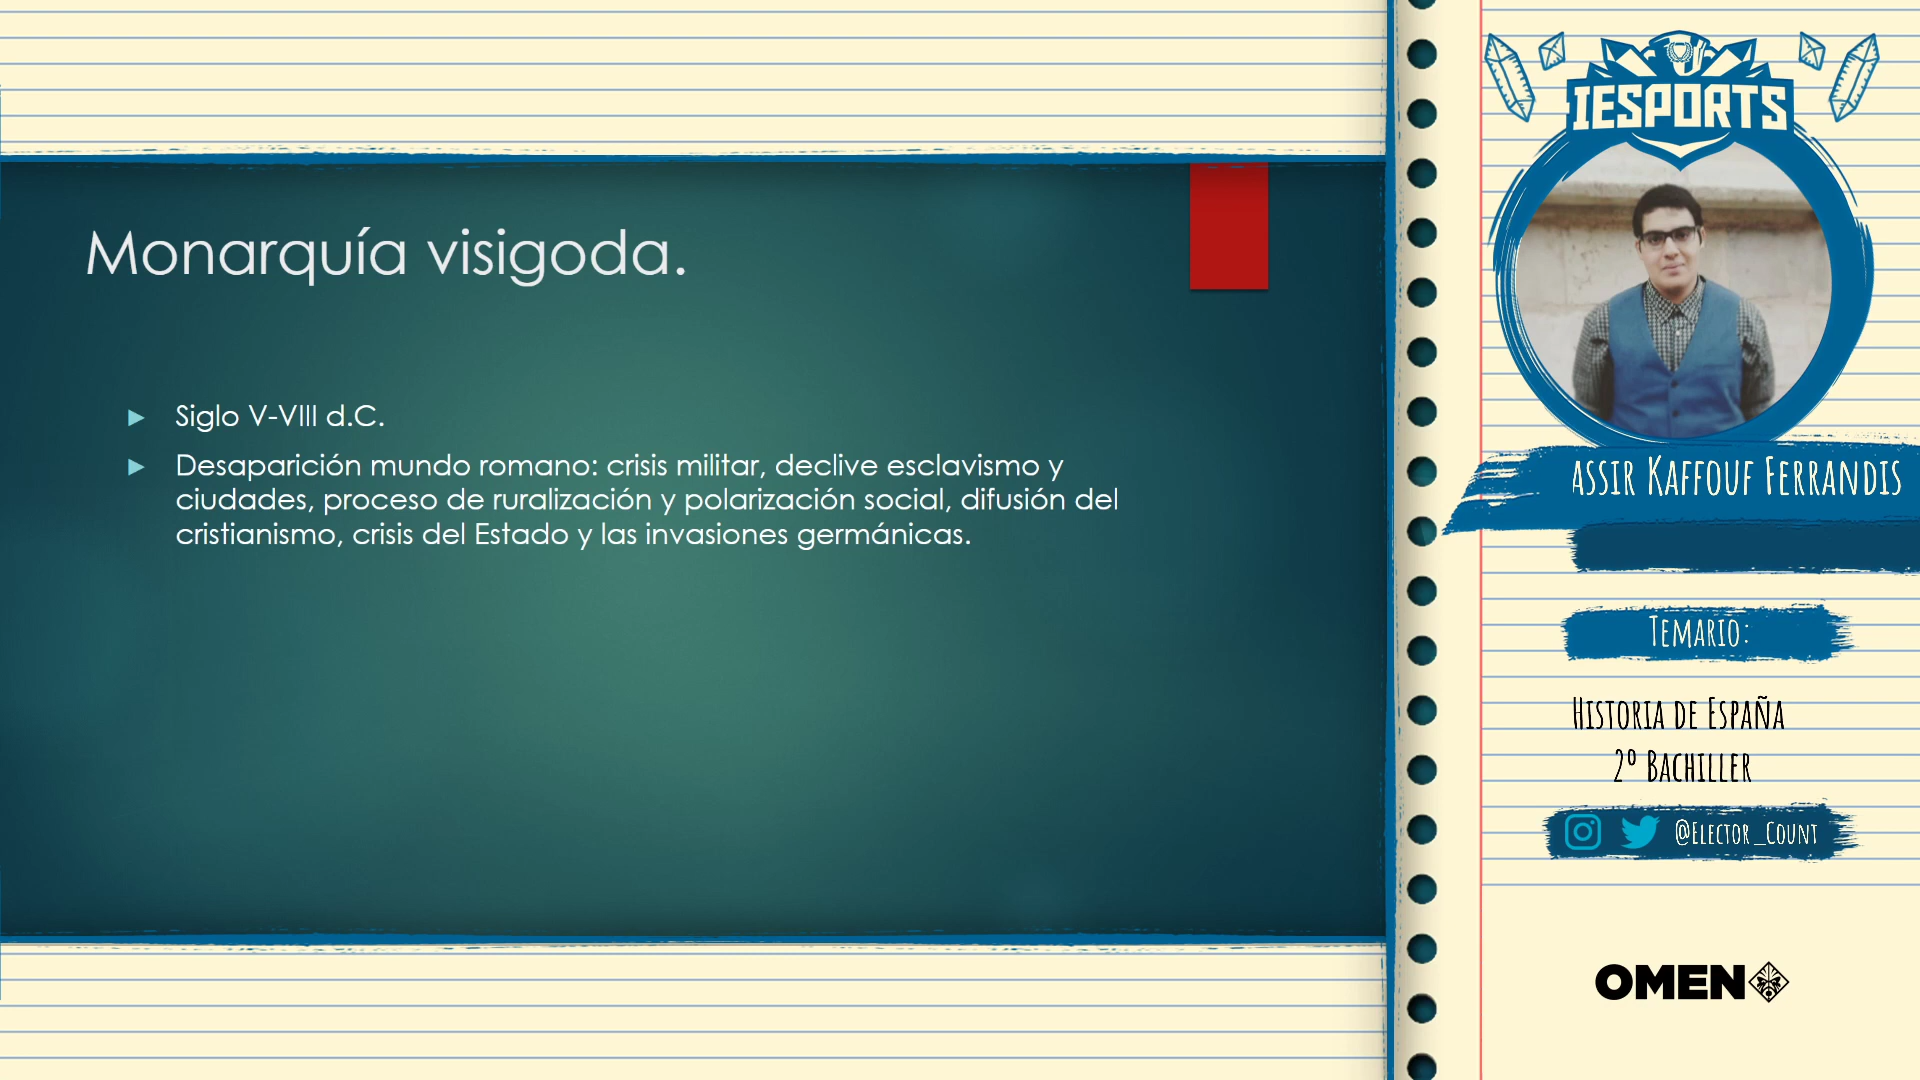 Monarquía visigoda.
Siglo V-VIII d.C.
Desaparición mundo romano: crisis militar, declive esclavismo y
ciudades, proceso de ruralización y polarización social, difusión del
cristianismo, crisis del Estado y las invasiones germánicas.
IESPORTS
ASSIR KAFFOUF FERRANDIS
TEMARIO:
HISTORIA DE ESPAÑA
2º BACHILLER
@ELECTOR_COUNT
OMEN